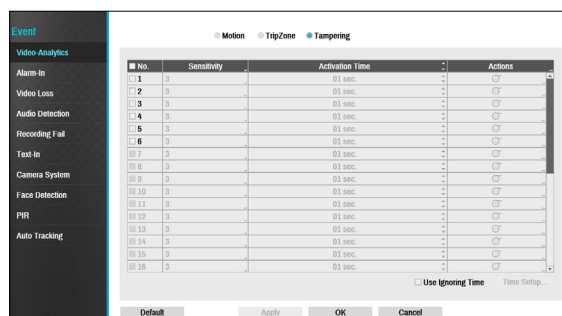 Event
Motion TripZone Tampering
Video-Analytics
Alarm-In
Video Loss
Audio Detection
Recording Fail
Text-In
Camera System
Face Detection
PIR
Auto Tracking
No. Sensitivity Activation Time Actions
1 3 01 sec.
2 3 01 sec.
3 3 01 sec.
4 3 01 sec.
5 3 01 sec.
6 3 01 sec.
7 3 01 sec.
8 3 01 sec.
9 3 01 sec.
10 3 01 sec.
11 3 01 sec.
12 3 01 sec.
13 3 01 sec.
14 3 01 sec.
15 3 01 sec.
16 3 01 sec.
Use Ignoring Time Time Setup...
Default Apply OK Cancel